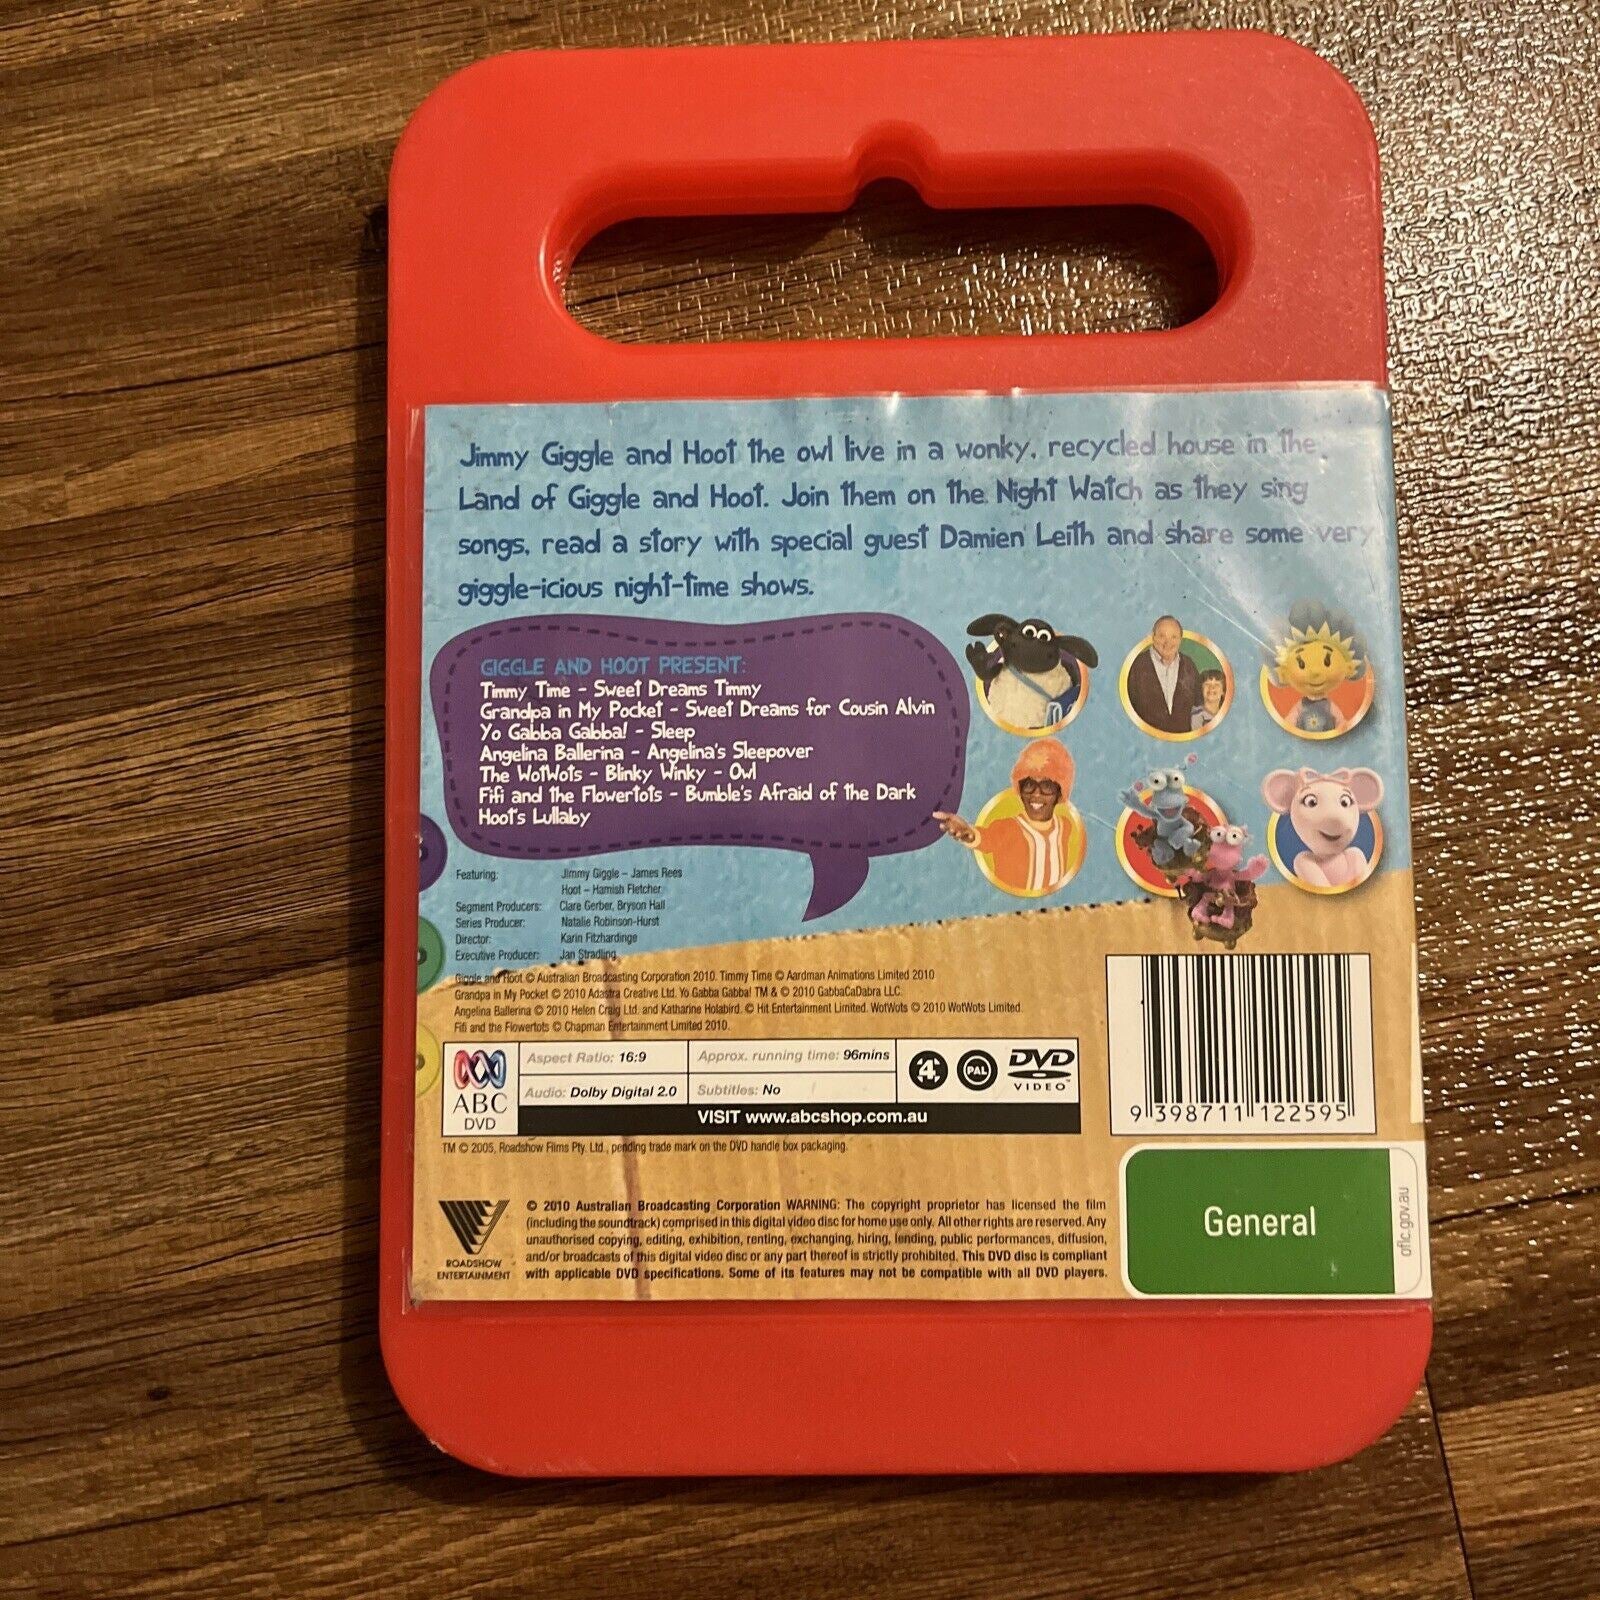 Jimmy Giggle and Hoot the owl live in a wonky, recycled house in the
Land of Giggle and Hoot. Join them on the Night Watch as they sing
songs, read a story with special guest Damien Leith and share some very
giggle-icious night-time shows.
GIGGLE AND HOOT PRESENT:
Timmy Time - Sweet Dreams Timmy
Grandpa in My Pocket - Sweet Dreams for Cousin Alvin
Yo Gabba Gabba! - Sleep
Angelina Ballerina - Angelina's Sleepover
The WotWots - Blinky Winky - Owl
Fifi and the Flowertots - Bumble's Afraid of the Dark
Hoot's Lullaby
Featuring: Jimmy Giggle – James Rees
Hoot – Hamish Fletcher
Segment Producers: Clare Gerber, Bryson Hall
Series Producer: Natalie Robinson-Hurst
Director: Karin Fitzhardinge
Executive Producer: Jan Stradling
Giggle and Hoot © Australian Broadcasting Corporation 2010. Timmy Time © Aardman Animations Limited 2010
Grandpa in My Pocket © 2010 Adastra Creative Ltd. Yo Gabba Gabba! TM & © 2010 GabbaCaDabra LLC.
Angelina Ballerina © 2010 Helen Craig Ltd. and Katharine Holabird. © Hit Entertainment Limited. WotWots © 2010 WotWots Limited.
Fifi and the Flowertots © Chapman Entertainment Limited 2010.
ABC
DVD
Aspect Ratio: 16:9
Approx. running time: 96mins
Audio: Dolby Digital 2.0
Subtitles: No
4
PAL
DVD
VIDEO™
VISIT www.abcshop.com.au
9 398711 122595
TM © 2005, Roadshow Films Pty. Ltd., pending trade mark on the DVD handle box packaging.
ROADSHOW
ENTERTAINMENT
© 2010 Australian Broadcasting Corporation WARNING: The copyright proprietor has licensed the film
(including the soundtrack) comprised in this digital video disc for home use only. All other rights are reserved. Any
unauthorised copying, editing, exhibition, renting, exchanging, hiring, lending, public performances, diffusion,
and/or broadcasts of this digital video disc or any part thereof is strictly prohibited. This DVD disc is compliant
with applicable DVD specifications. Some of its features may not be compatible with all DVD players.
General
oflc.gov.au